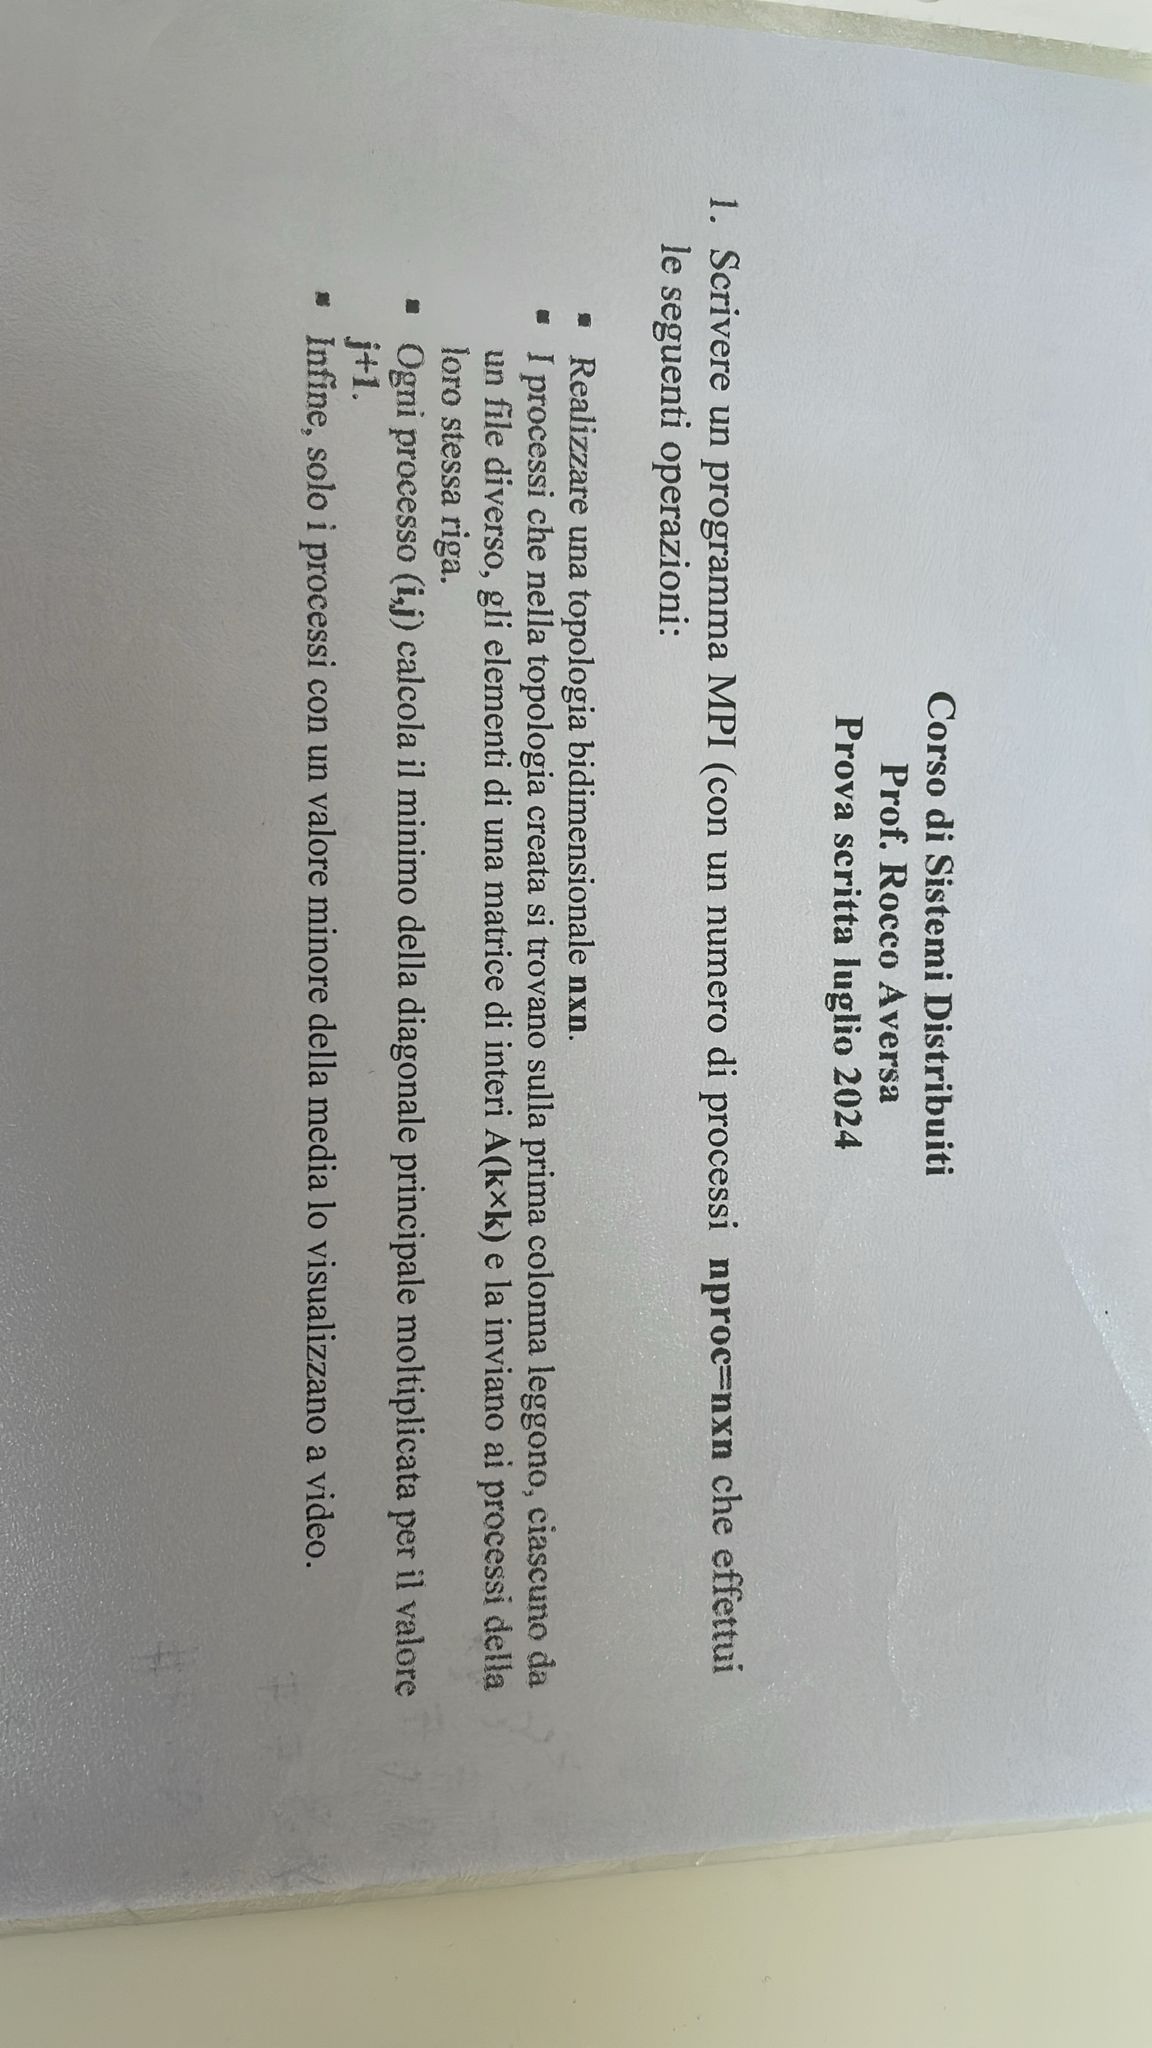 Corso di Sistemi Distribuiti
Prof. Rocco Aversa
Prova scritta luglio 2024
1. Scrivere un programma MPI (con un numero di processi nproc=nxn che effettui
le seguenti operazioni:
▪ Realizzare una topologia bidimensionale nxn.
▪ I processi che nella topologia creata si trovano sulla prima colonna leggono, ciascuno da
un file diverso, gli elementi di una matrice di interi A(k×k) e la inviano ai processi della
loro stessa riga.
▪ Ogni processo (i,j) calcola il minimo della diagonale principale moltiplicata per il valore
j+1.
▪ Infine, solo i processi con un valore minore della media lo visualizzano a video.